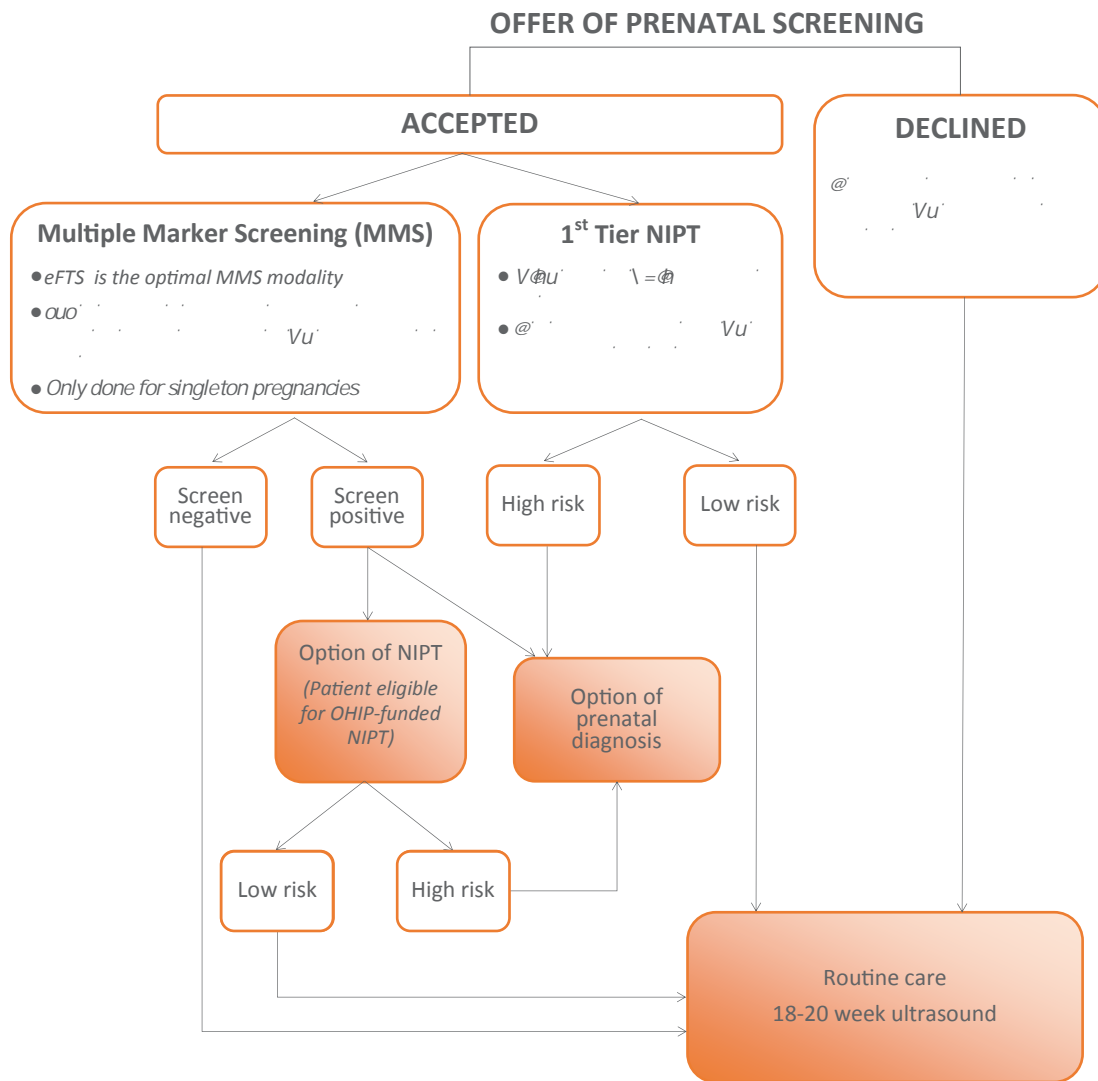 OFFER OF PRENATAL SCREENING
ACCEPTED
DECLINED
Multiple Marker Screening (MMS)
• eFTS is the optimal MMS modality
• Only done for singleton pregnancies
1st Tier NIPT
Screen
negative
Screen
positive
High risk
Low risk
Option of NIPT
(Patient eligible
for OHIP-funded
NIPT)
Option of
prenatal
diagnosis
Low risk
High risk
Routine care
18-20 week ultrasound